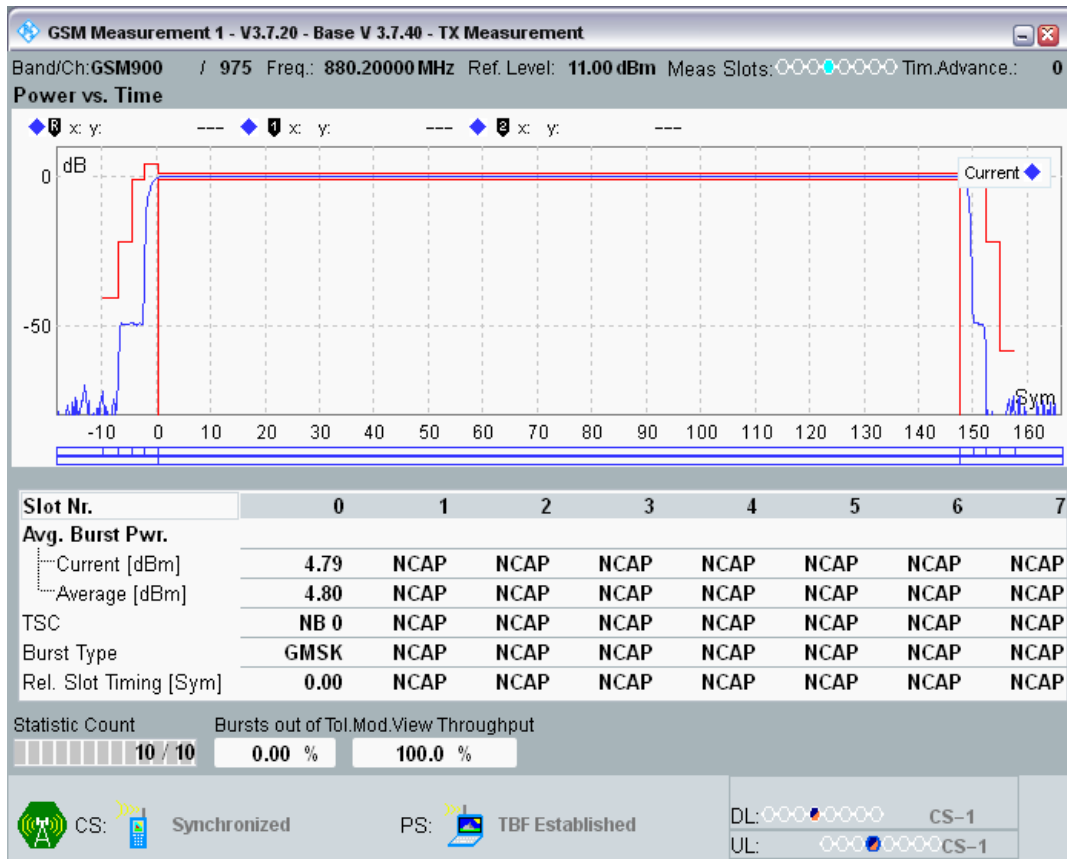 GSM Measurement 1 - V3.7.20 - Base V 3.7.40 - TX Measurement
Band/Ch:GSM900 / 975 Freq.: 880.20000 MHz Ref. Level: 11.00 dBm Meas Slots: Tim.Advance.: 0
Power vs. Time
R x: y: --- 1 x: y: --- 2 x: y: ---
dB
Current
0
-50
Sym
-10 0 10 20 30 40 50 60 70 80 90 100 110 120 130 140 150 160
Slot Nr. 0 1 2 3 4 5 6 7
Avg. Burst Pwr.
Current [dBm] 4.79 NCAP NCAP NCAP NCAP NCAP NCAP NCAP
Average [dBm] 4.80 NCAP NCAP NCAP NCAP NCAP NCAP NCAP
TSC NB 0 NCAP NCAP NCAP NCAP NCAP NCAP NCAP
Burst Type GMSK NCAP NCAP NCAP NCAP NCAP NCAP NCAP
Rel. Slot Timing [Sym] 0.00 NCAP NCAP NCAP NCAP NCAP NCAP NCAP
Statistic Count Bursts out of Tol.Mod.View Throughput
10 / 10 0.00 % 100.0 %
CS: Synchronized PS: TBF Established
DL: CS-1
UL: CS-1